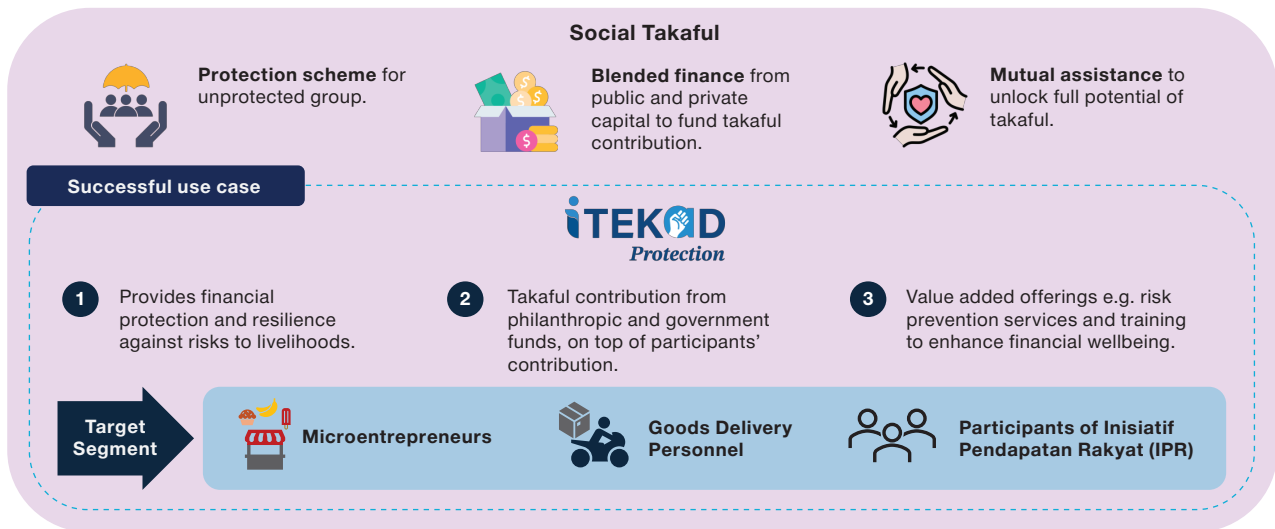 Social Takaful
Protection scheme for
unprotected group.
Blended finance from
public and private
capital to fund takaful
contribution.
Mutual assistance to
unlock full potential of
takaful.
Successful use case
iTEKaD
Protection
1
Provides financial
protection and resilience
against risks to livelihoods.
2
Takaful contribution from
philanthropic and government
funds, on top of participants’
contribution.
3
Value added offerings e.g. risk
prevention services and training
to enhance financial wellbeing.
Target
Segment
Microentrepreneurs
Goods Delivery
Personnel
Participants of Inisiatif
Pendapatan Rakyat (IPR)